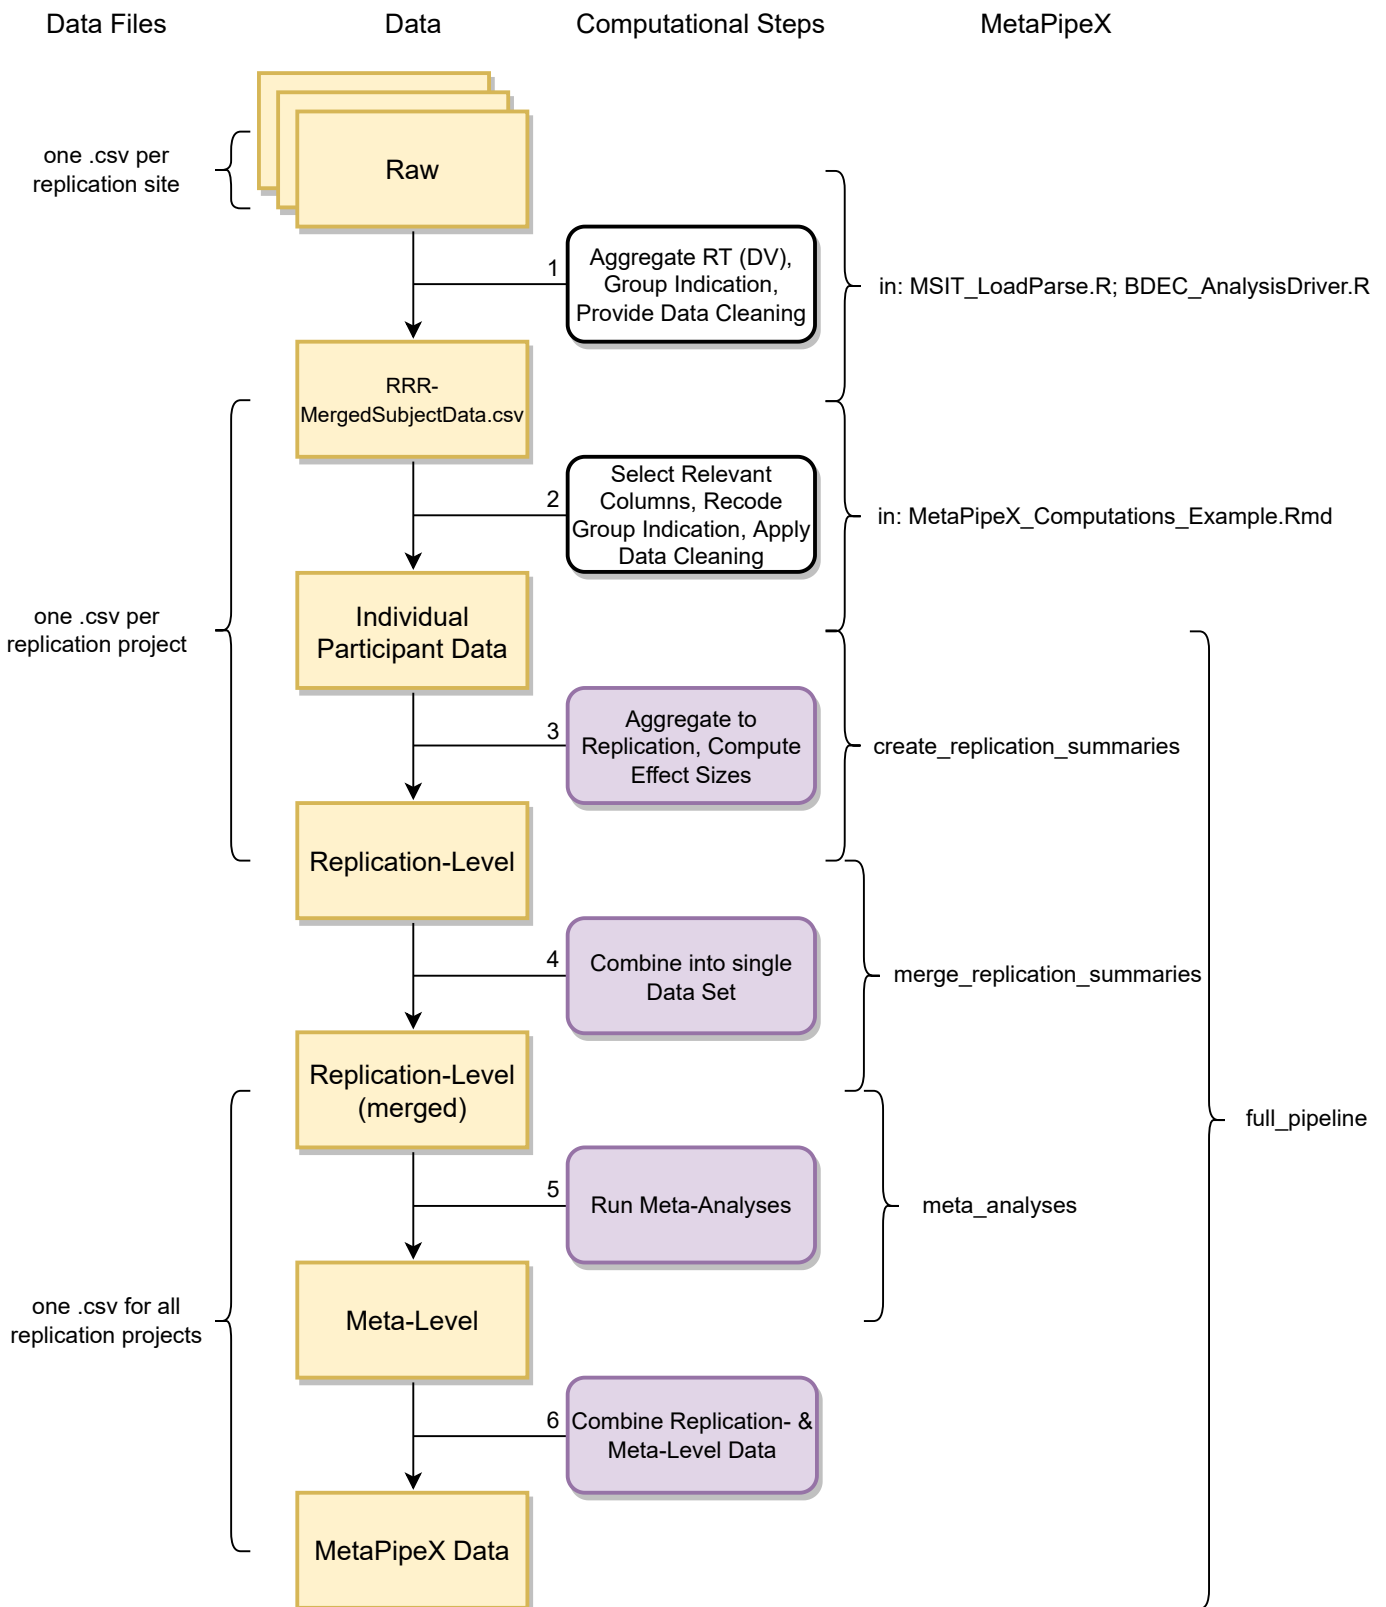 Data Files
Data
Computational Steps
MetaPipeX
one .csv per
replication site
Raw
1
Aggregate RT (DV),
Group Indication,
Provide Data Cleaning
in: MSIT_LoadParse.R; BDEC_AnalysisDriver.R
RRR-
MergedSubjectData.csv
2
Select Relevant
Columns, Recode
Group Indication, Apply
Data Cleaning
in: MetaPipeX_Computations_Example.Rmd
one .csv per
replication project
Individual
Participant Data
3
Aggregate to
Replication, Compute
Effect Sizes
create_replication_summaries
Replication-Level
4
Combine into single
Data Set
merge_replication_summaries
Replication-Level
(merged)
full_pipeline
5
Run Meta-Analyses
meta_analyses
one .csv for all
replication projects
Meta-Level
6
Combine Replication- &
Meta-Level Data
MetaPipeX Data